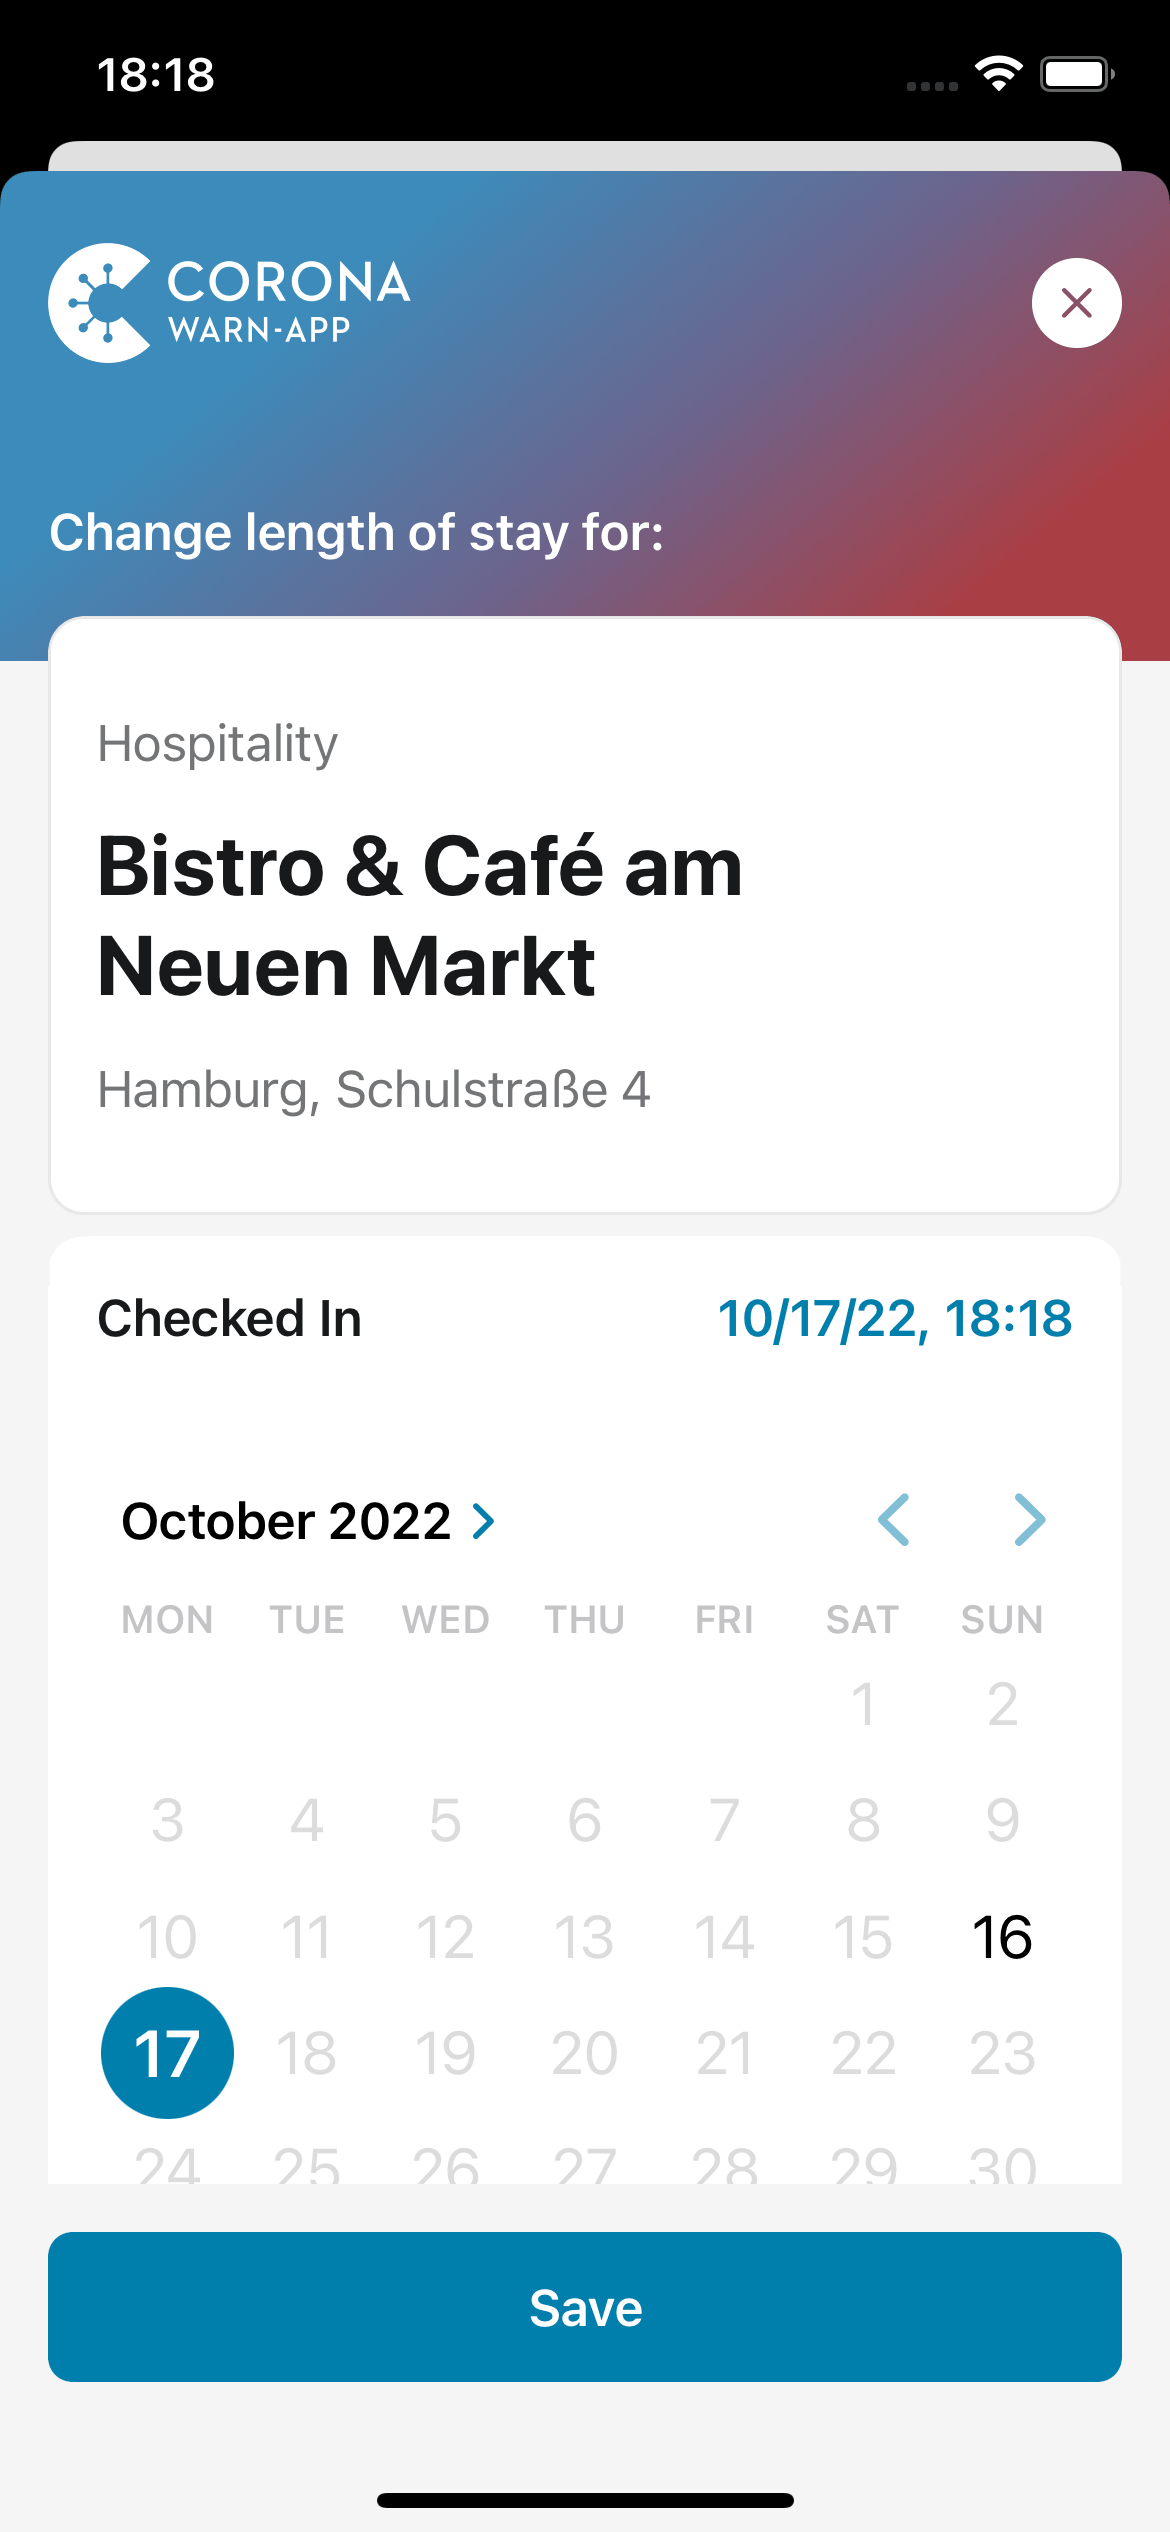 18:18
CORONA
WARN-APP
Change length of stay for:
Hospitality
Bistro & Café am
Neuen Markt
Hamburg, Schulstraße 4
Checked In 10/17/22, 18:18
October 2022
MON TUE WED THU FRI SAT SUN
1 2
3 4 5 6 7 8 9
10 11 12 13 14 15 16
17 18 19 20 21 22 23
24 25 26 27 28 29 30
Save